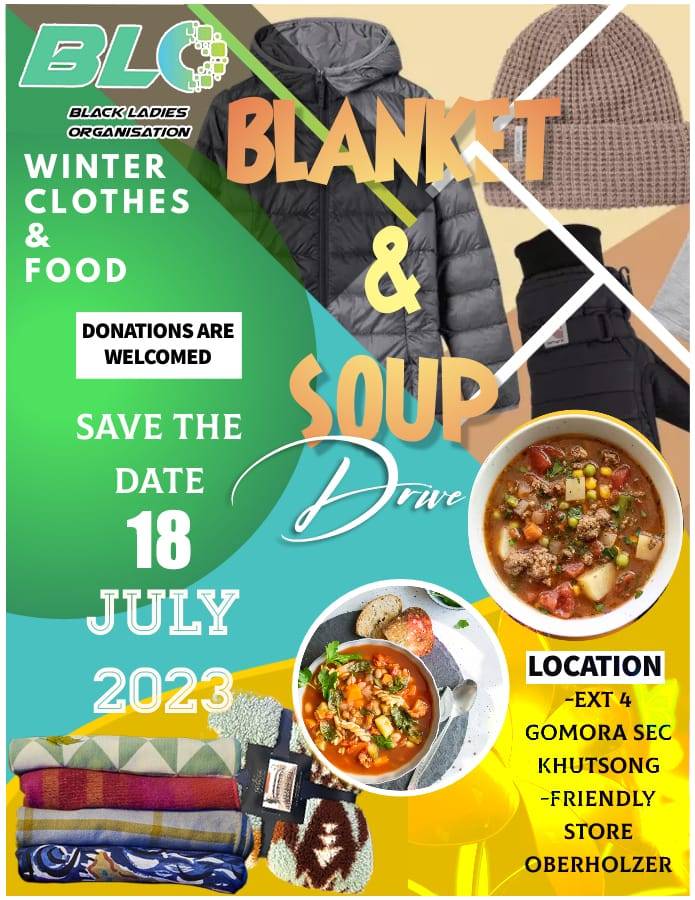 BLO
BLACK LADIES
ORGANISATION
WINTER
CLOTHES
&
FOOD
BLANKET
&
SOUP
Drive
DONATIONS ARE
WELCOMED
SAVE THE
DATE
18
JULY
2023
LOCATION
-EXT 4
GOMORA SEC
KHUTSONG
-FRIENDLY
STORE
OBERHOLZER